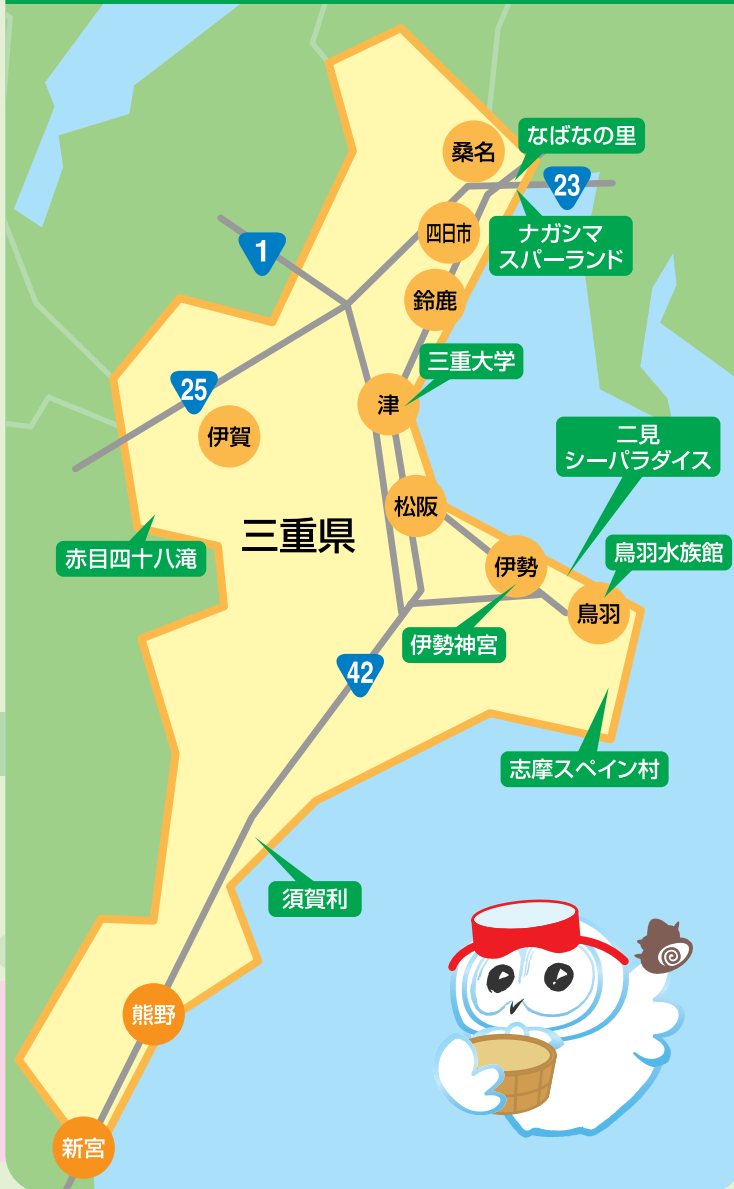 なばなの里
桑名
23
四日市
ナガシマ
スパーランド
1
鈴鹿
三重大学
25
津
伊賀
二見
シーパラダイス
松阪
三重県
赤目四十八滝
鳥羽水族館
伊勢
鳥羽
伊勢神宮
42
志摩スペイン村
須賀利
熊野
新宮